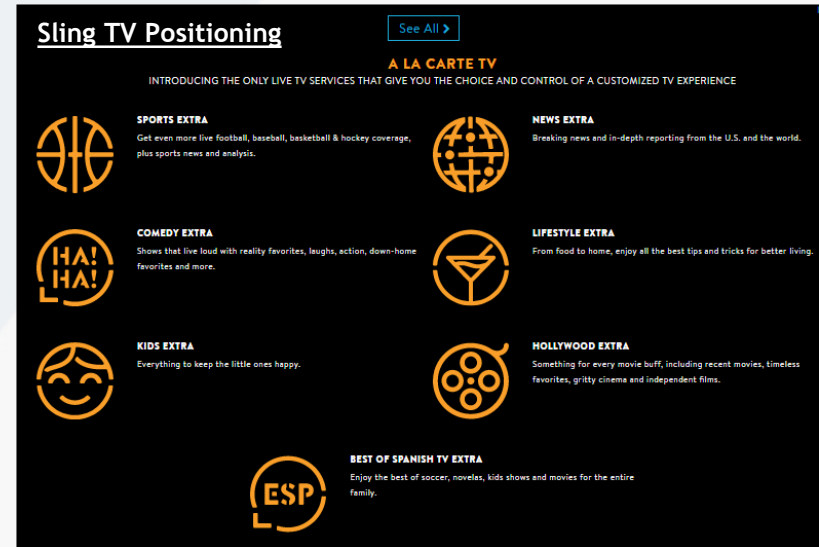 Sling TV Positioning
See All >
A LA CARTE TV
INTRODUCING THE ONLY LIVE TV SERVICES THAT GIVE YOU THE CHOICE AND CONTROL OF A CUSTOMIZED TV EXPERIENCE
SPORTS EXTRA
Get even more live football, baseball, basketball & hockey coverage,
plus sports news and analysis.
NEWS EXTRA
Breaking news and in-depth reporting from the U.S. and the world.
HA!
HA!
COMEDY EXTRA
Shows that live loud with reality favorites, laughs, action, down-home
favorites and more.
LIFESTYLE EXTRA
From food to home, enjoy all the best tips and tricks for better living.
KIDS EXTRA
Everything to keep the little ones happy.
HOLLYWOOD EXTRA
Something for every movie buff, including recent movies, timeless
favorites, gritty cinema and independent films.
ESP
BEST OF SPANISH TV EXTRA
Enjoy the best of soccer, novelas, kids shows and movies for the entire
family.